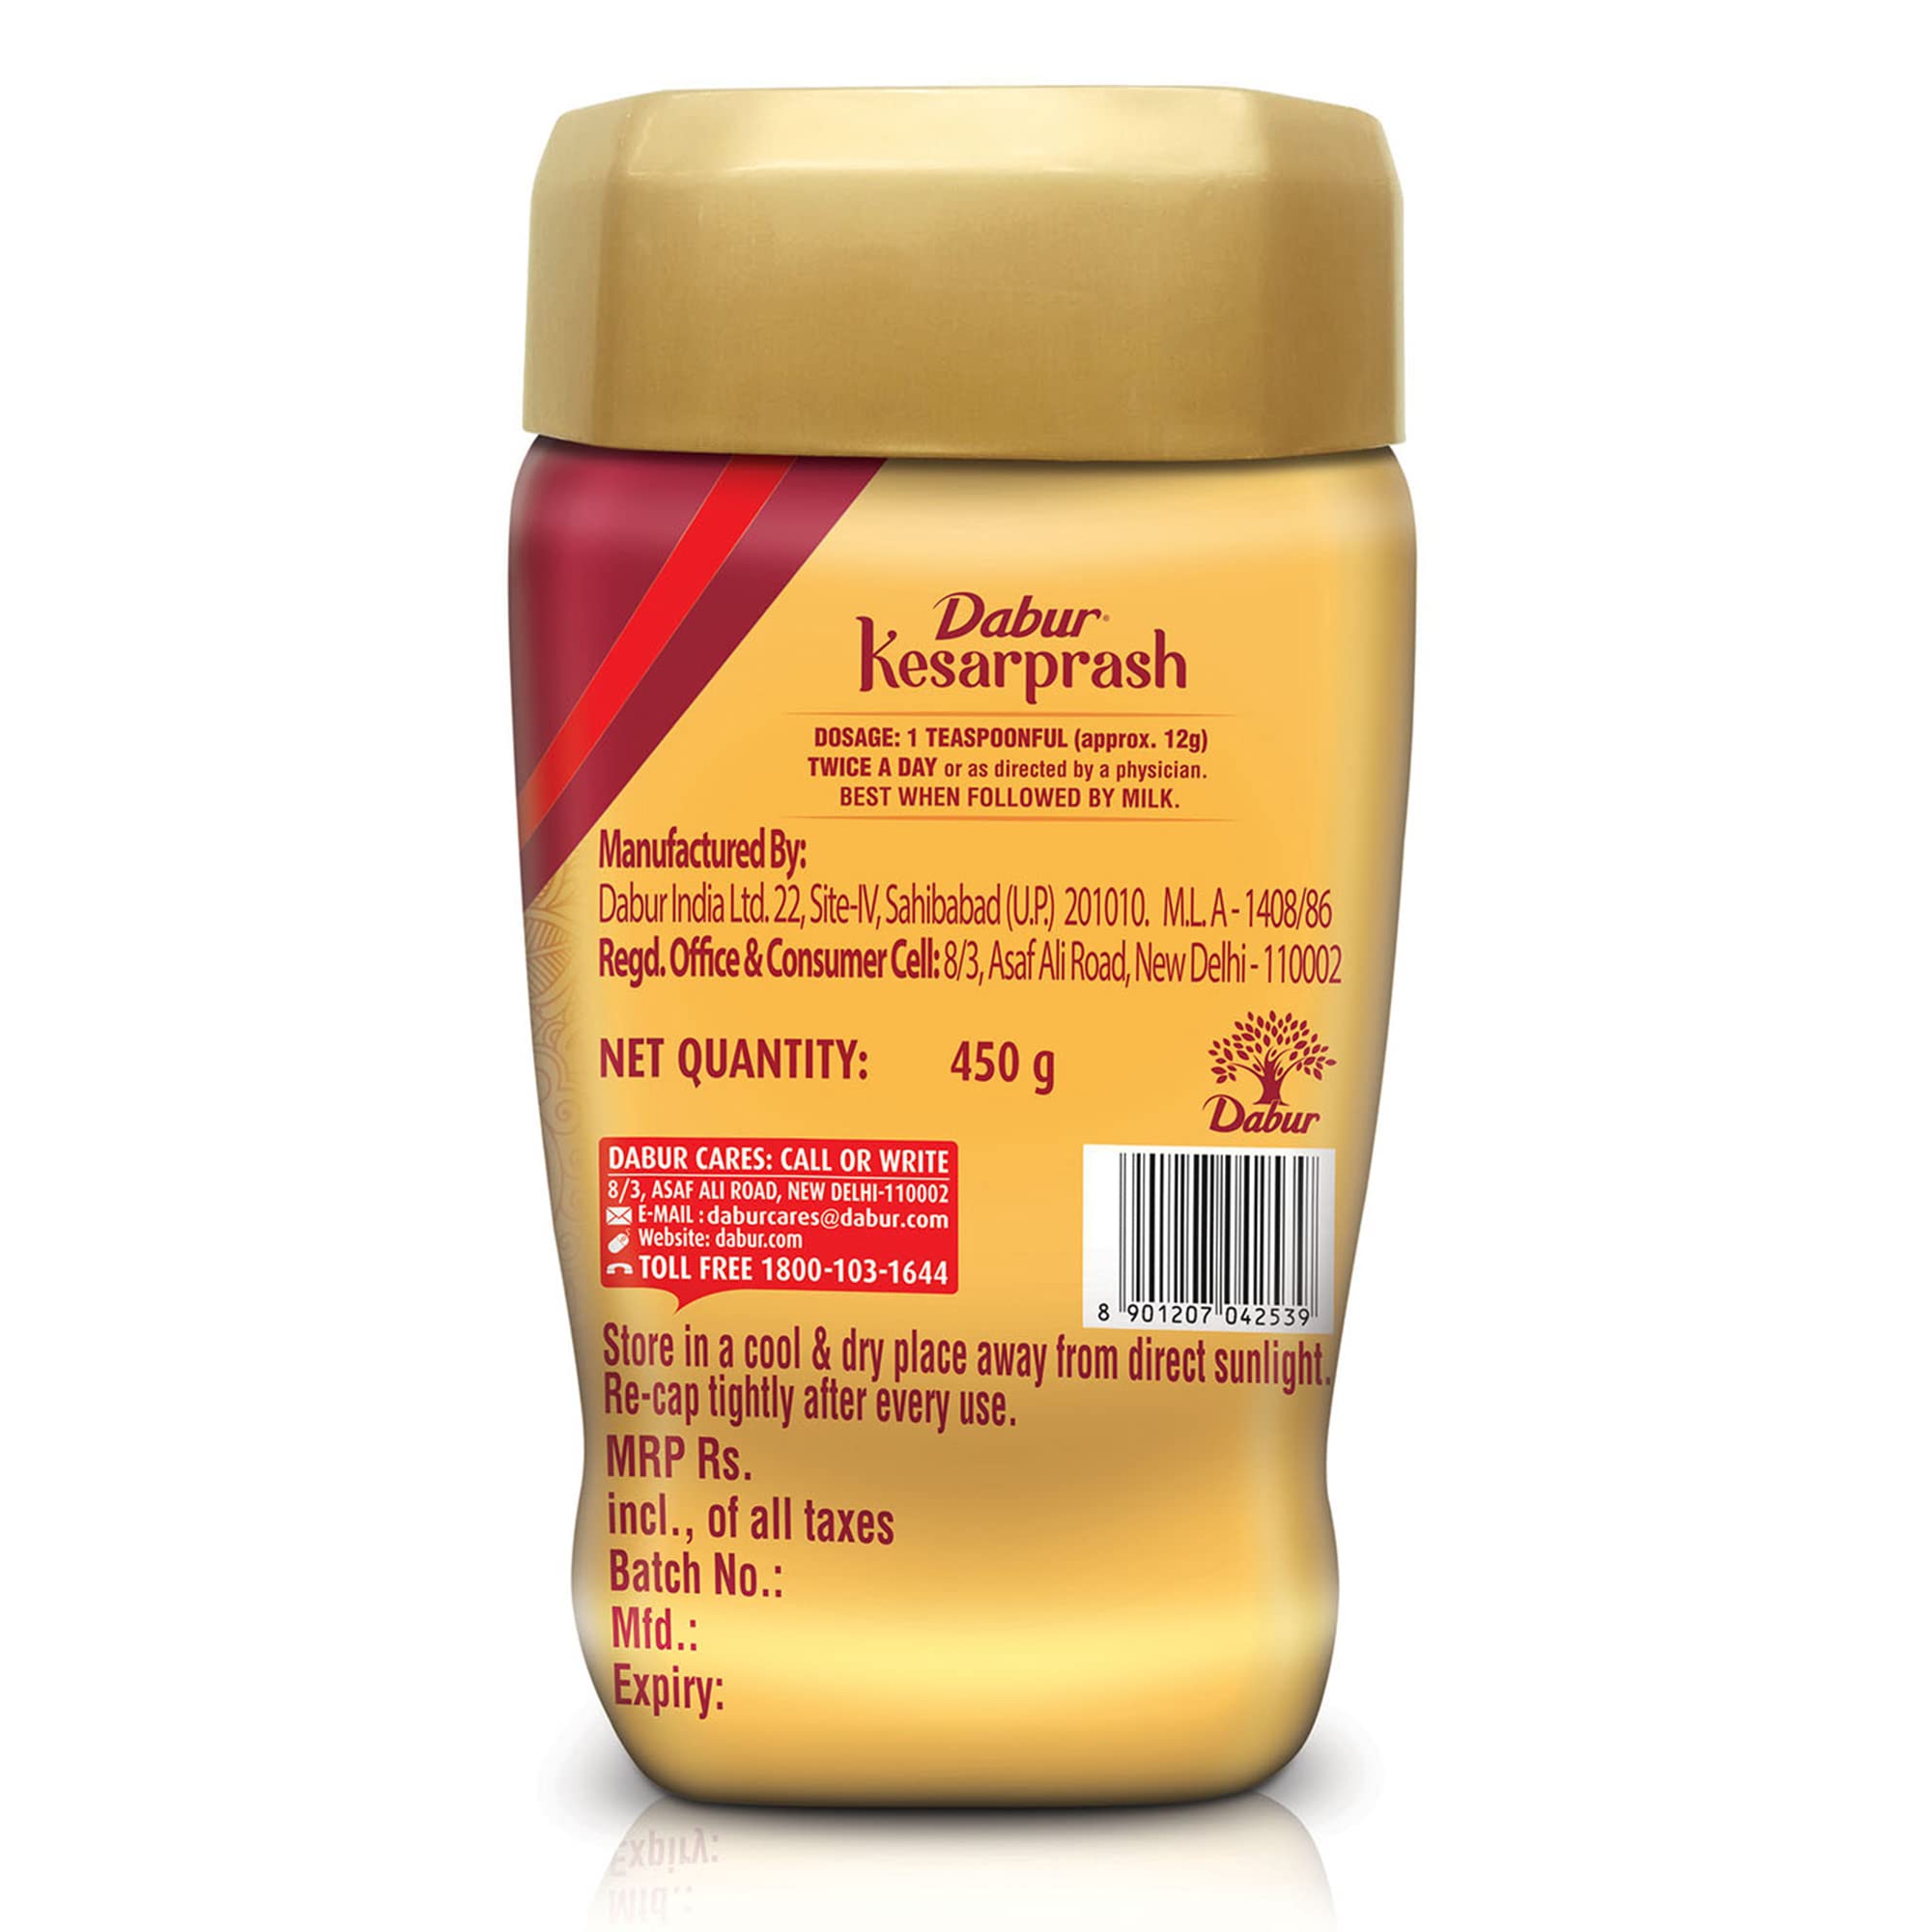 Dabur®
Kesarprash
DOSAGE: 1 TEASPOONFUL (approx. 12g)
TWICE A DAY or as directed by a physician.
BEST WHEN FOLLOWED BY MILK.
Manufactured By:
Dabur India Ltd. 22, Site-IV, Sahibabad (U.P.) 201010. M.L. A - 1408/86
Regd. Office & Consumer Cell: 8/3, Asaf Ali Road, New Delhi - 110002
NET QUANTITY: 450 g
Dabur
DABUR CARES: CALL OR WRITE
8/3, ASAF ALI ROAD, NEW DELHI-110002
E-MAIL : daburcares@dabur.com
Website: dabur.com
TOLL FREE 1800-103-1644
8 901207 042539
Store in a cool & dry place away from direct sunlight.
Re-cap tightly after every use.
MRP Rs.
incl., of all taxes
Batch No.:
Mfd.:
Expiry: